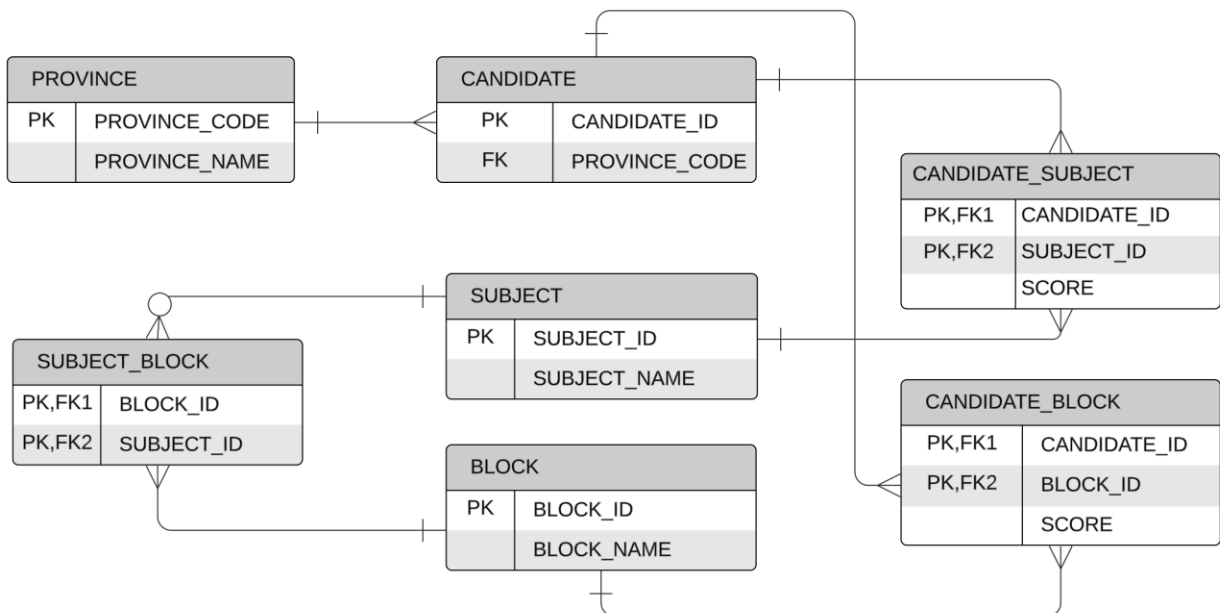 PROVINCE
PK PROVINCE_CODE
PROVINCE_NAME
CANDIDATE
PK CANDIDATE_ID
FK PROVINCE_CODE
CANDIDATE_SUBJECT
PK,FK1 CANDIDATE_ID
PK,FK2 SUBJECT_ID
SCORE
SUBJECT
PK SUBJECT_ID
SUBJECT_NAME
SUBJECT_BLOCK
PK,FK1 BLOCK_ID
PK,FK2 SUBJECT_ID
CANDIDATE_BLOCK
PK,FK1 CANDIDATE_ID
PK,FK2 BLOCK_ID
SCORE
BLOCK
PK BLOCK_ID
BLOCK_NAME